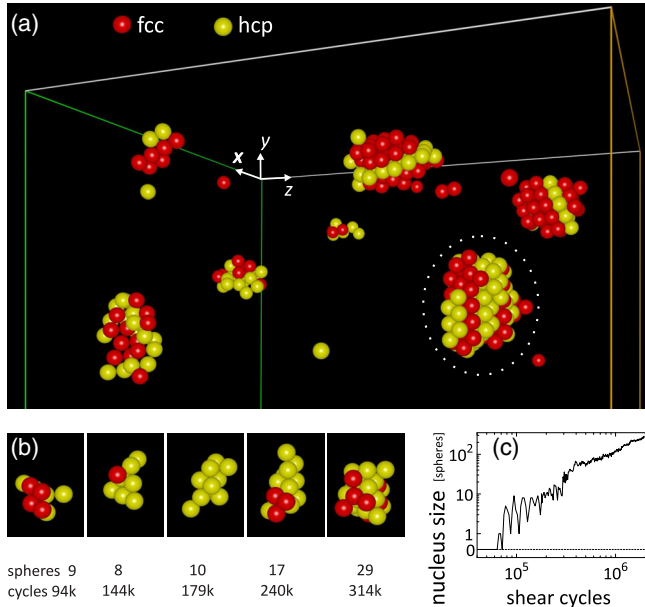 (a) fcc hcp
y
x
z
(b)
spheres 9 8 10 17 29
cycles 94k 144k 179k 240k 314k
(c)
nucleus size [spheres]
10²
10
1
0
10⁵ 10⁶
shear cycles